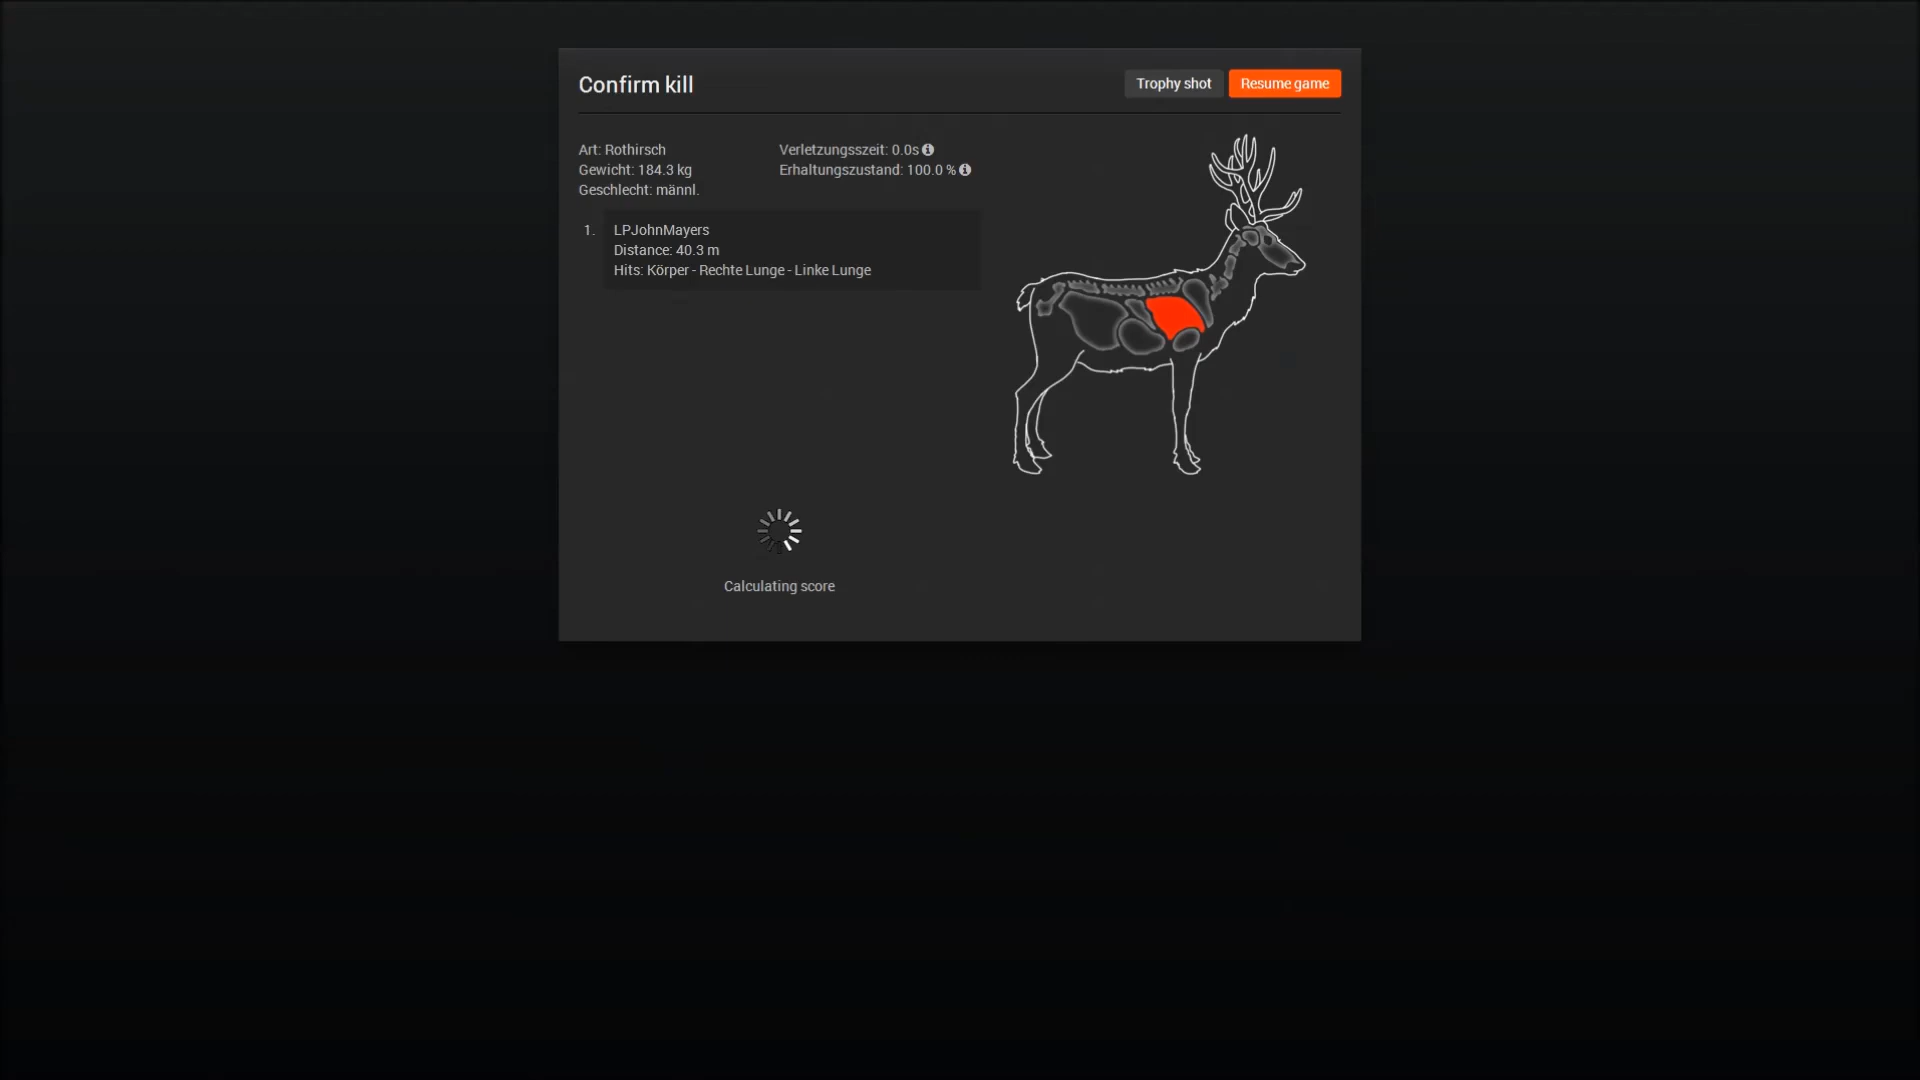 Confirm kill
Trophy shot
Resume game
Art: Rothirsch
Gewicht: 184.3 kg
Geschlecht: männl.
Verletzungsszeit: 0.0s
Erhaltungszustand: 100.0 %
1.
LPJohnMayers
Distance: 40.3 m
Hits: Körper - Rechte Lunge - Linke Lunge
Calculating score